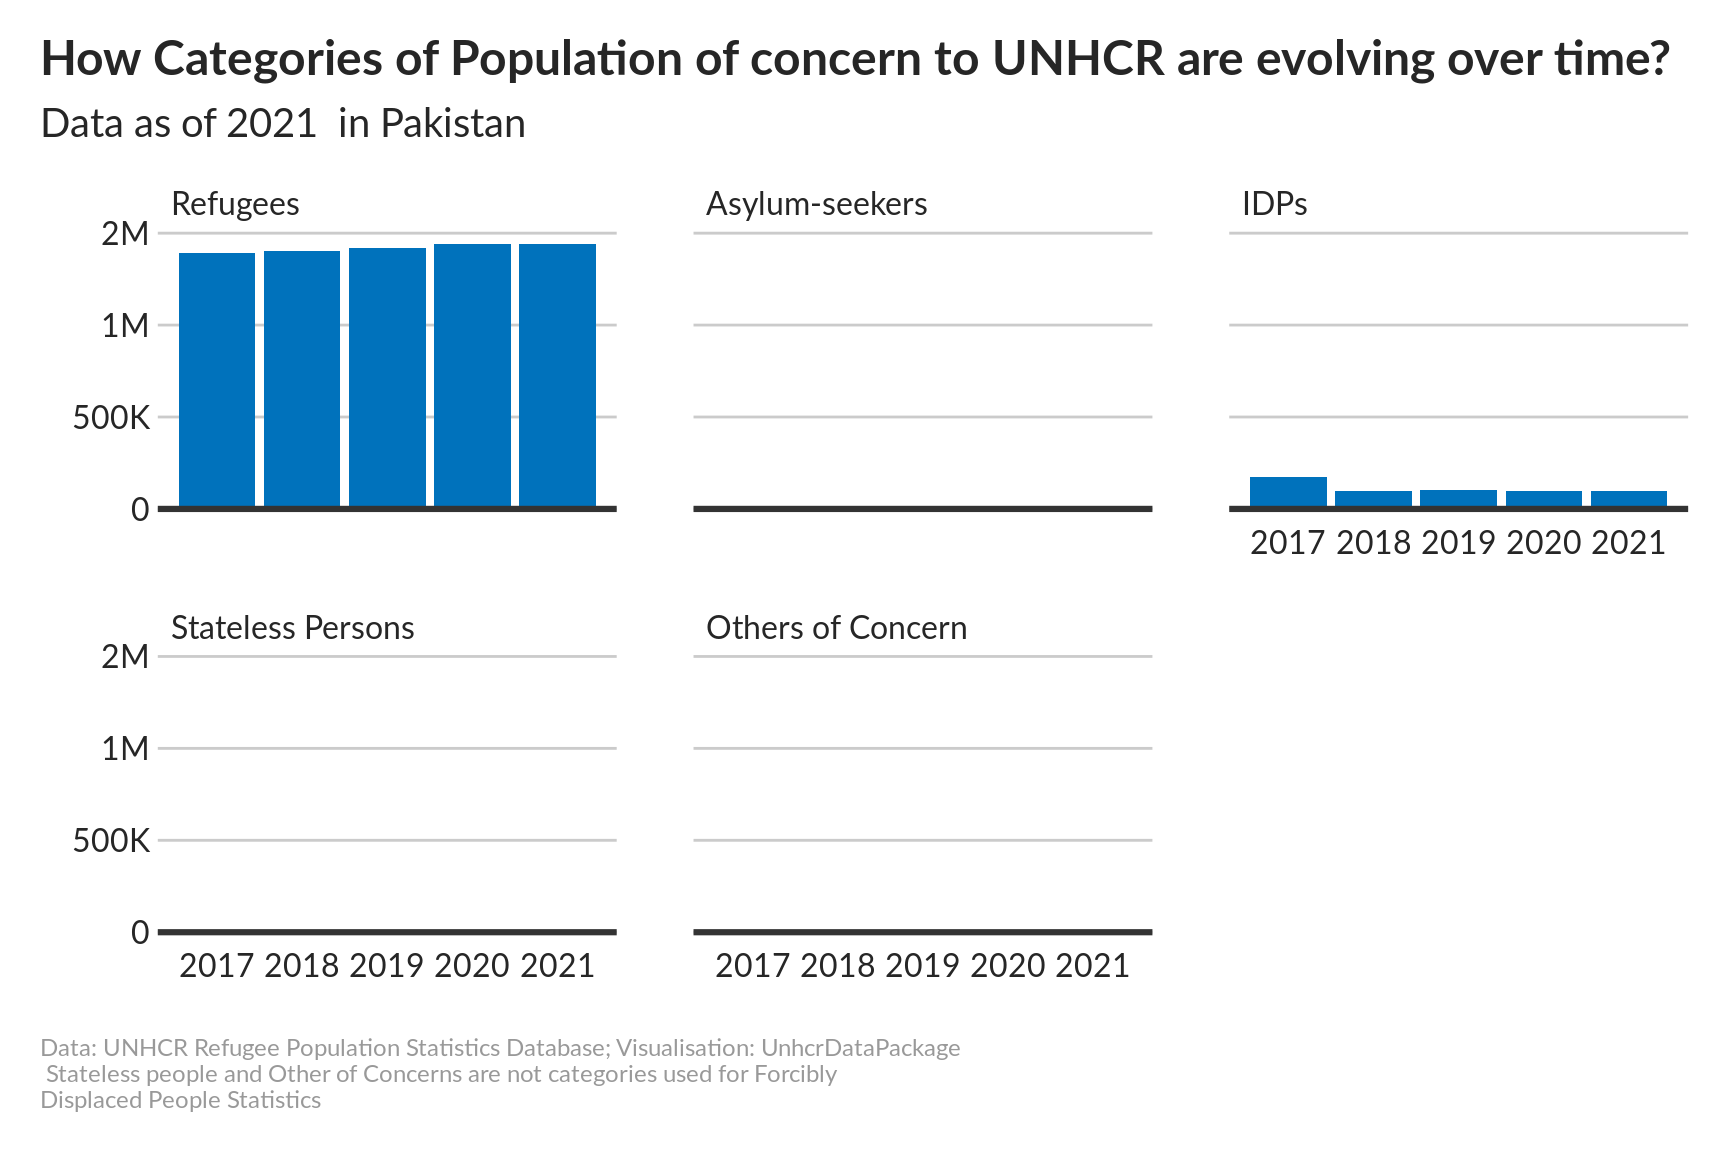 How Categories of Population of concern to UNHCR are evolving over time?
Data as of 2021  in Pakistan
Refugees
2M
1M
500K
0
Asylum-seekers
IDPs
2017 2018 2019 2020 2021
Stateless Persons
2M
1M
500K
0
2017 2018 2019 2020 2021
Others of Concern
2017 2018 2019 2020 2021
Data: UNHCR Refugee Population Statistics Database; Visualisation: UnhcrDataPackage
Stateless people and Other of Concerns are not categories used for Forcibly
Displaced People Statistics